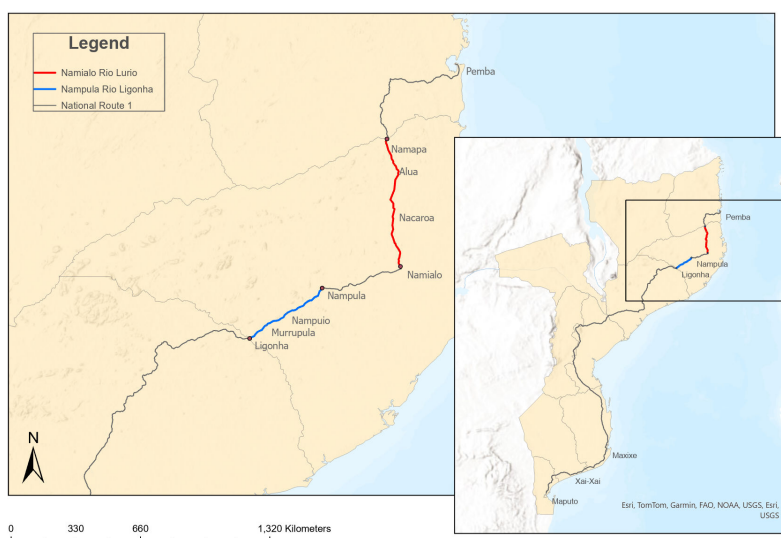 Legend
Namialo Rio Lurio
Nampula Rio Ligonha
National Route 1
Pemba
Namapa
Alua
Nacaroa
Namialo
Nampula
Nampuio
Murrupula
Ligonha
N
0 330 660 1,320 Kilometers
Pemba
Nampula
Ligonha
Maxixe
Xai-Xai
Maputo
Esri, TomTom, Garmin, FAO, NOAA, USGS, Esri,
USGS